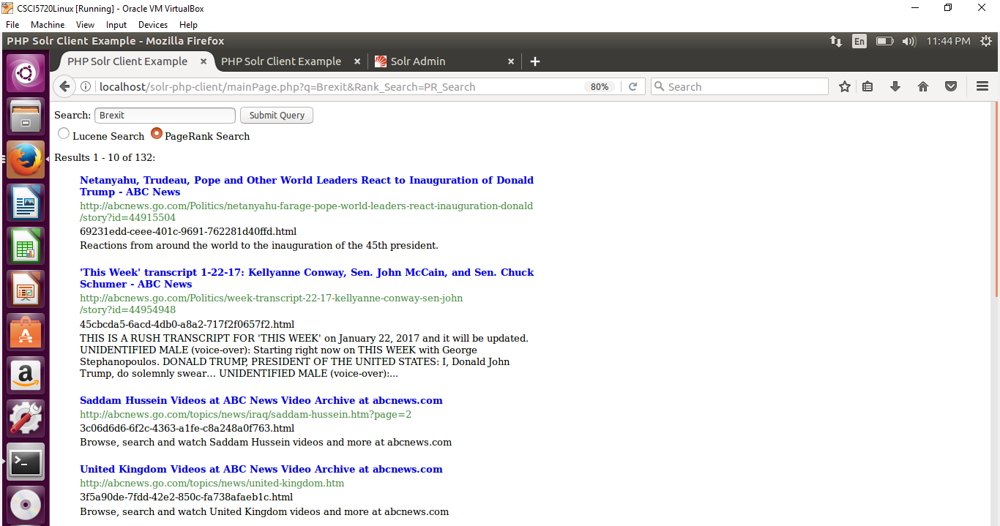 CSCI5720Linux [Running] - Oracle VM VirtualBox
File Machine View Input Devices Help
PHP Solr Client Example - Mozilla Firefox
En 11:44 PM
PHP Solr Client Example × PHP Solr Client Example × Solr Admin × +
localhost/solr-php-client/mainPage.php?q=Brexit&Rank_Search=PR_Search 80% Search
Search: Brexit Submit Query
Lucene Search PageRank Search
Results 1 - 10 of 132:
Netanyahu, Trudeau, Pope and Other World Leaders React to Inauguration of Donald
Trump - ABC News
http://abcnews.go.com/Politics/netanyahu-farage-pope-world-leaders-react-inauguration-donald
/story?id=44915504
69231edd-ceee-401c-9691-762281d40ffd.html
Reactions from around the world to the inauguration of the 45th president.
'This Week' transcript 1-22-17: Kellyanne Conway, Sen. John McCain, and Sen. Chuck
Schumer - ABC News
http://abcnews.go.com/Politics/week-transcript-22-17-kellyanne-conway-sen-john
/story?id=44954948
45cbcda5-6acd-4db0-a8a2-717f2f0657f2.html
THIS IS A RUSH TRANSCRIPT FOR 'THIS WEEK' on January 22, 2017 and it will be updated.
UNIDENTIFIED MALE (voice-over): Starting right now on THIS WEEK with George
Stephanopoulos. DONALD TRUMP, PRESIDENT OF THE UNITED STATES: I, Donald John
Trump, do solemnly swear… UNIDENTIFIED MALE (voice-over):...
Saddam Hussein Videos at ABC News Video Archive at abcnews.com
http://abcnews.go.com/topics/news/iraq/saddam-hussein.htm?page=2
3c06d6d6-6f2c-4363-a1fe-c8a248a0f763.html
Browse, search and watch Saddam Hussein videos and more at abcnews.com
United Kingdom Videos at ABC News Video Archive at abcnews.com
http://abcnews.go.com/topics/news/united-kingdom.htm
3f5a90de-7fdd-42e2-850c-fa738afaeb1c.html
Browse, search and watch United Kingdom videos and more at abcnews.com